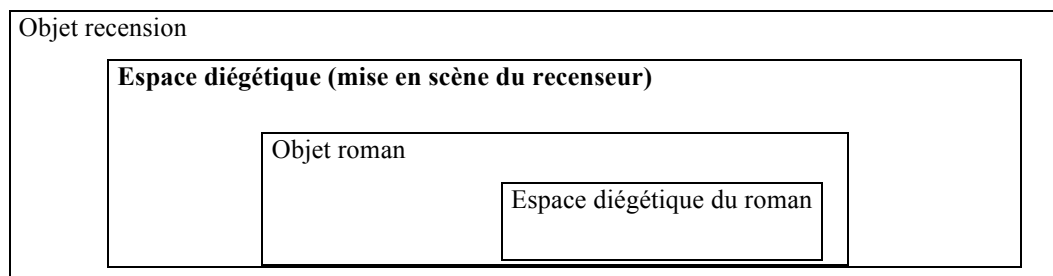 Objet recension
Espace diégétique (mise en scène du recenseur)
Objet roman
Espace diégétique du roman